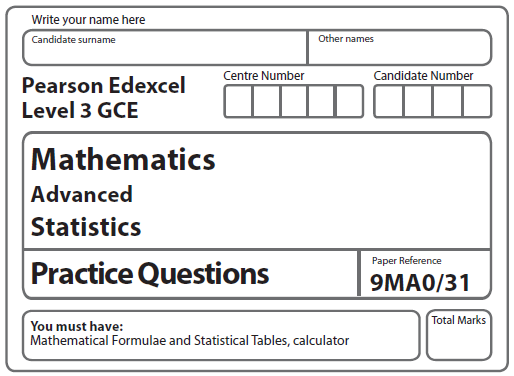 Write your name here
Candidate surname
Other names
Pearson Edexcel
Level 3 GCE
Centre Number
Candidate Number
Mathematics
Advanced
Statistics
Practice Questions
Paper Reference
9MA0/31
You must have:
Mathematical Formulae and Statistical Tables, calculator
Total Marks